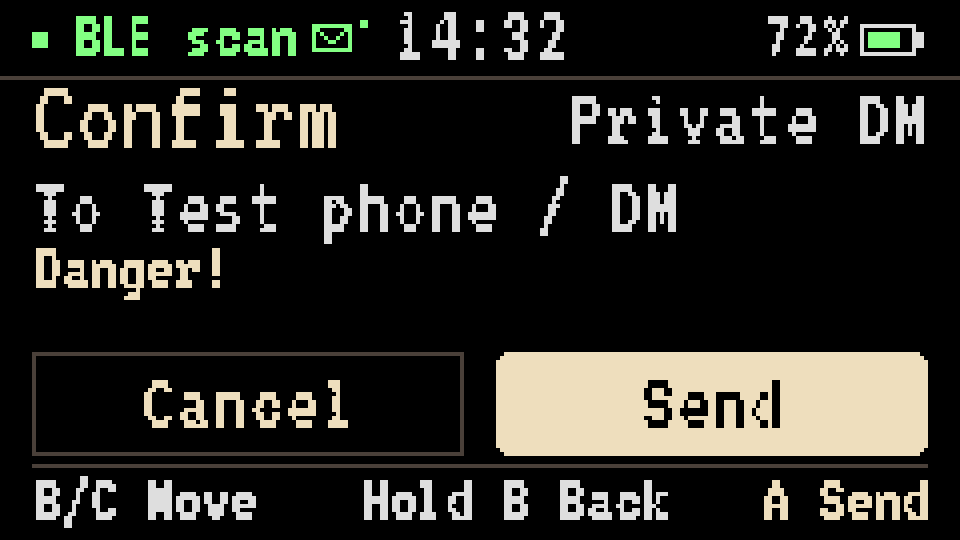 BLE scan 14:32 72%
Confirm Private DM
To Test phone / DM
Danger!
Cancel Send
B/C Move Hold B Back A Send